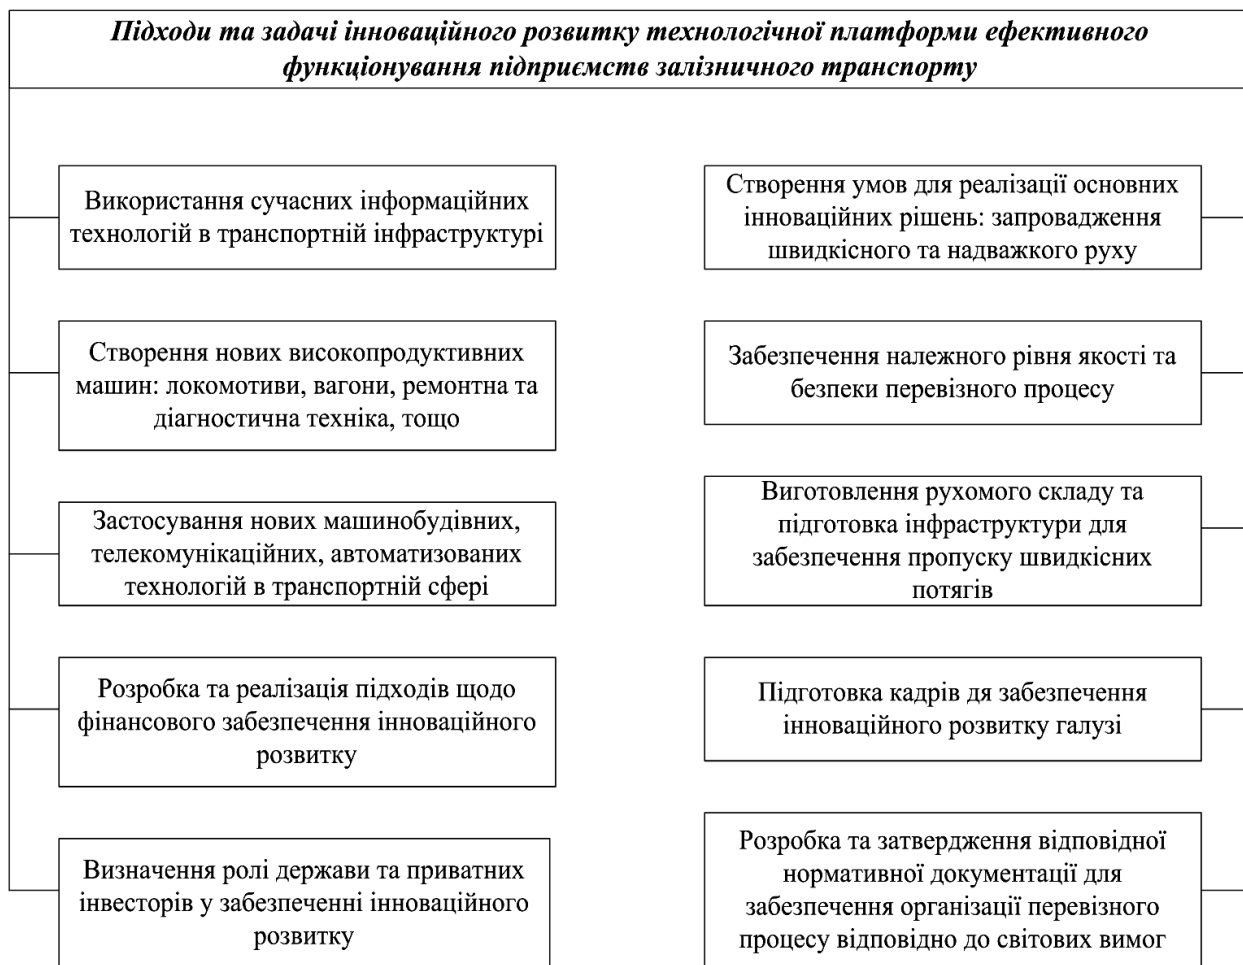 Підходи та задачі інноваційного розвитку технологічної платформи ефективного
функціонування підприємств залізничного транспорту
Використання сучасних інформаційних
технологій в транспортній інфраструктурі
Створення нових високопродуктивних
машин: локомотиви, вагони, ремонтна та
діагностична техніка, тощо
Застосування нових машинобудівних,
телекомунікаційних, автоматизованих
технологій в транспортній сфері
Розробка та реалізація підходів щодо
фінансового забезпечення інноваційного
розвитку
Визначення ролі держави та приватних
інвесторів у забезпеченні інноваційного
розвитку
Створення умов для реалізації основних
інноваційних рішень: запровадження
швидкісного та надважкого руху
Забезпечення належного рівня якості та
безпеки перевізного процесу
Виготовлення рухомого складу та
підготовка інфраструктури для
забезпечення пропуску швидкісних
потягів
Підготовка кадрів дя забезпечення
інноваційного розвитку галузі
Розробка та затвердження відповідної
нормативної документації для
забезпечення організації перевізного
процесу відповідно до світових вимог